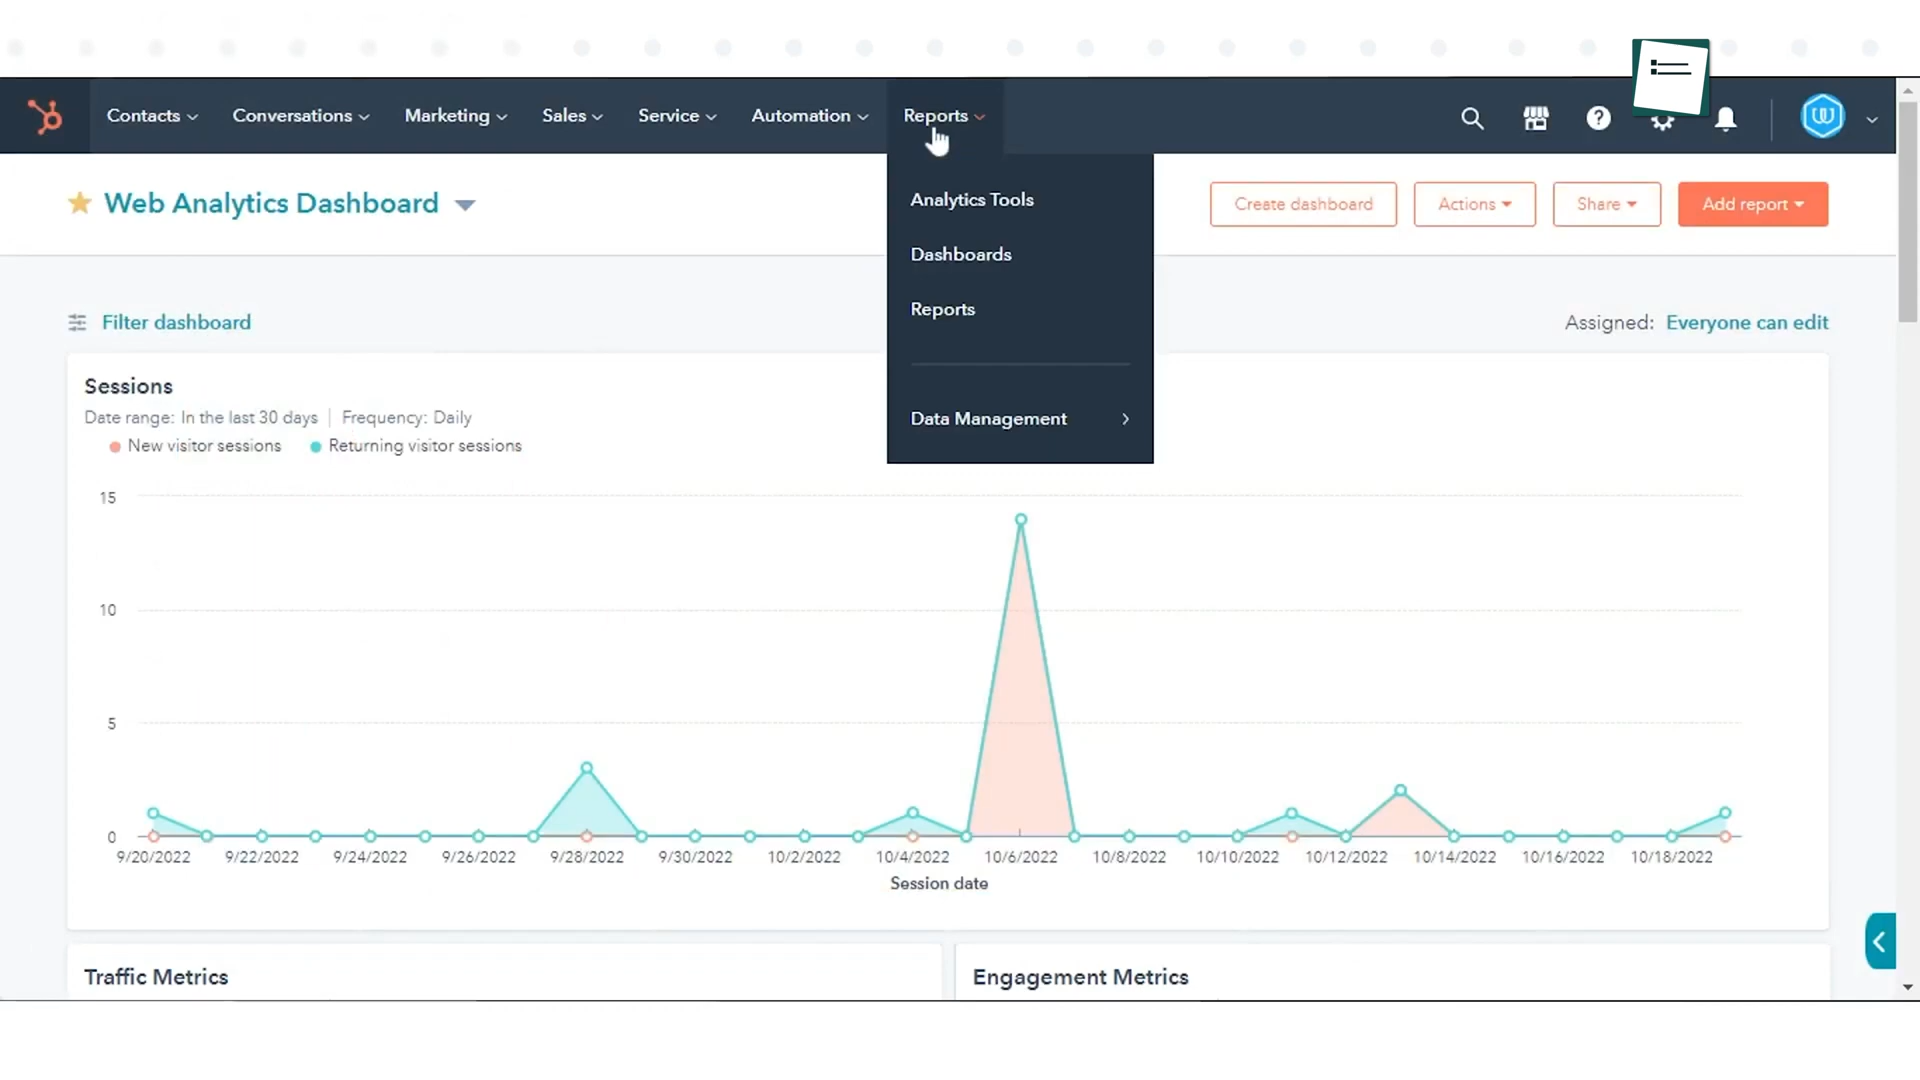 Contacts Conversations Marketing Sales Service Automation Reports
Web Analytics Dashboard
Analytics Tools
Dashboards
Reports
Data Management
Create dashboard Actions Share Add report
Filter dashboard
Assigned: Everyone can edit
Sessions
Date range: In the last 30 days | Frequency: Daily
New visitor sessions Returning visitor sessions
15
10
5
0
9/20/2022 9/22/2022 9/24/2022 9/26/2022 9/28/2022 9/30/2022 10/2/2022 10/4/2022 10/6/2022 10/8/2022 10/10/2022 10/12/2022 10/14/2022 10/16/2022 10/18/2022
Session date
Traffic Metrics
Engagement Metrics